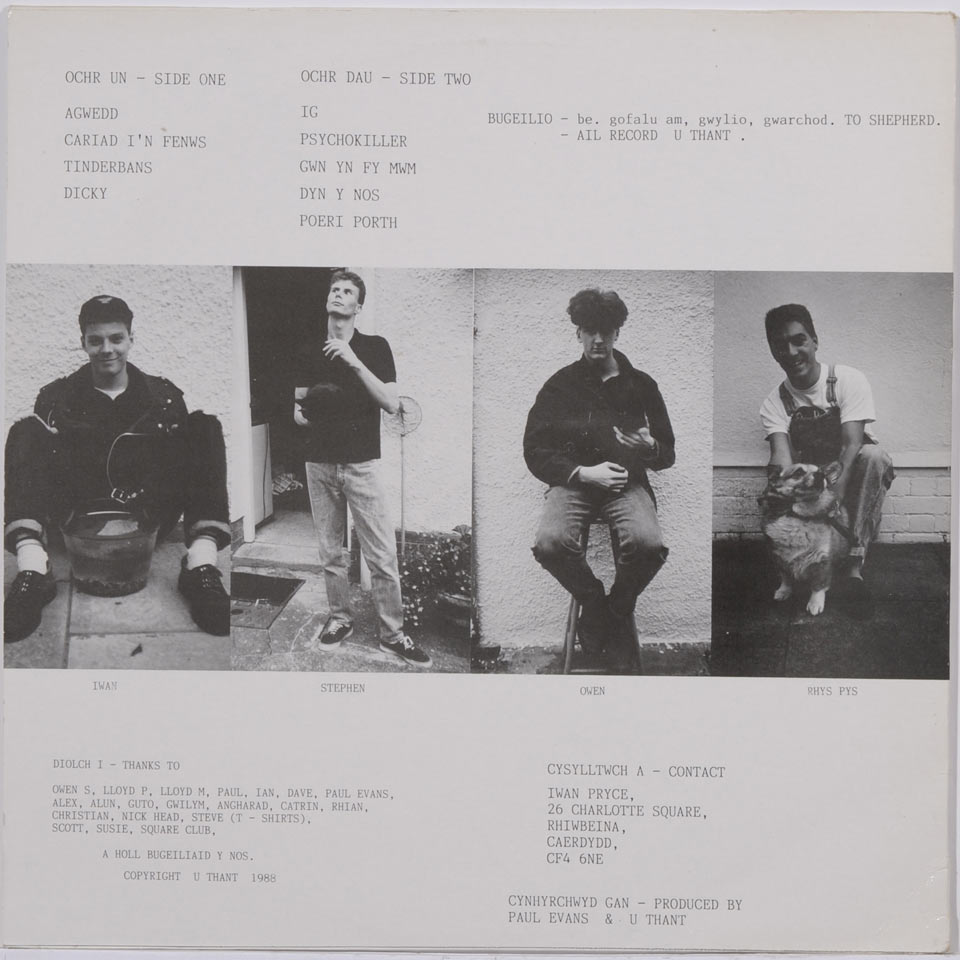 OCHR UN - SIDE ONE
AGWEDD
CARIAD I'N FENWS
TINDERBANS
DICKY
OCHR DAU - SIDE TWO
IG
PSYCHOKILLER
GWN YN FY MWM
DYN Y NOS
POERI PORTH
BUGEILIO - be. gofalu am, gwylio, gwarchod. TO SHEPHERD.
- AIL RECORD U THANT .
IWAN
STEPHEN
OWEN
RHYS PYS
DIOLCH I - THANKS TO
OWEN S, LLOYD P, LLOYD M, PAUL, IAN, DAVE, PAUL EVANS,
ALEX, ALUN, GUTO, GWILYM, ANGHARAD, CATRIN, RHIAN,
CHRISTIAN, NICK HEAD, STEVE (T - SHIRTS),
SCOTT, SUSIE, SQUARE CLUB,
A HOLL BUGEILIAID Y NOS.
COPYRIGHT U THANT 1988
CYSYLLTWCH A - CONTACT
IWAN PRYCE,
26 CHARLOTTE SQUARE,
RHIWBEINA,
CAERDYDD,
CF4 6NE
CYNHYRCHWYD GAN - PRODUCED BY
PAUL EVANS & U THANT